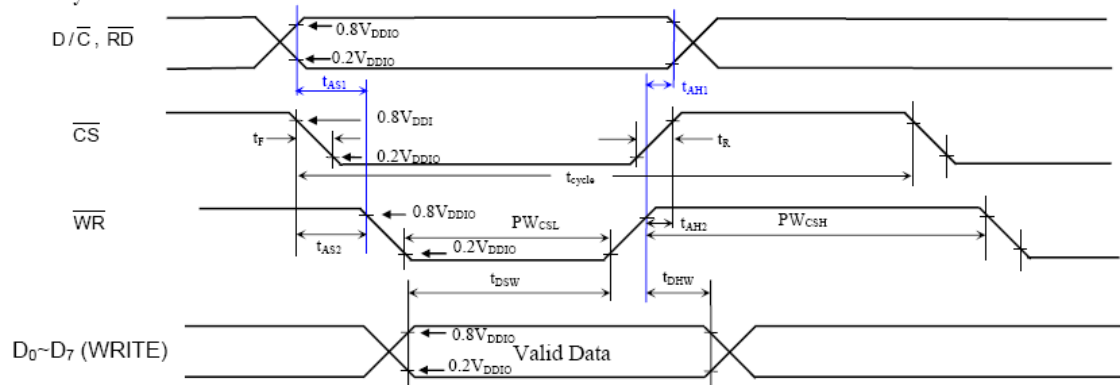 D/C, RD
0.8VDDIO
0.2VDDIO
tAS1
tAH1
CS
0.8VDDI
tF
tR
0.2VDDIO
tcycle
WR
0.8VDDIO
PWCSL
tAH2
PWCSH
tAS2
0.2VDDIO
tDSW
tDHW
D0~D7 (WRITE)
0.8VDDIO
Valid Data
0.2VDDIO